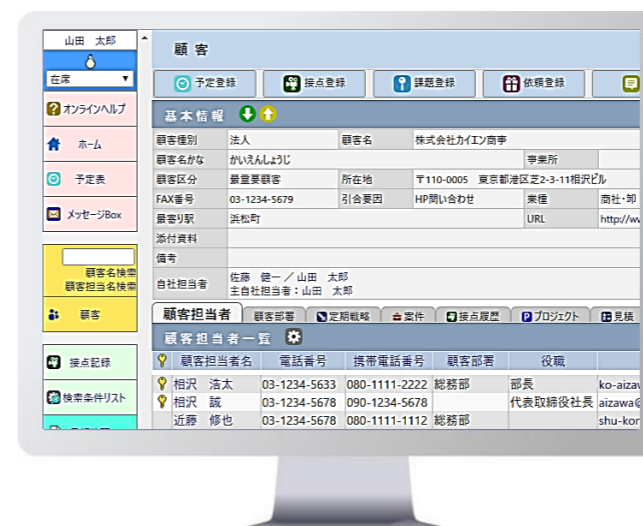 山田 太郎
在席
オンラインヘルプ
ホーム
予定表
メッセージBox
顧客名検索
顧客担当名検索
顧客
接点記録
検索条件リスト
顧 客
予定登録
接点登録
課題登録
依頼登録
基本情報
顧客種別 法人 顧客名 株式会社カイエン商事
顧客名かな かいえんしょうじ 事業所
顧客区分 最重要顧客 所在地 〒110-0005 東京都港区芝2-3-11相沢ビル
FAX番号 03-1234-5679 引合要因 HP問い合わせ 業種 商社・卸
最寄り駅 浜松町 URL http://ww
添付資料
備考
自社担当者 佐藤 健一／山田 太郎
主自社担当者：山田 太郎
顧客担当者 顧客部署 定期戦略 案件 接点履歴 プロジェクト 見積
顧客担当者一覧
顧客担当者名 電話番号 携帯電話番号 顧客部署 役職
相沢 浩太 03-1234-5633 080-1111-2222 総務部 部長 ko-aizaw
相沢 誠 03-1234-5678 090-1234-5678 代表取締役社長 aizawa@
近藤 修也 03-1234-5678 080-1111-1112 総務部 shu-kon